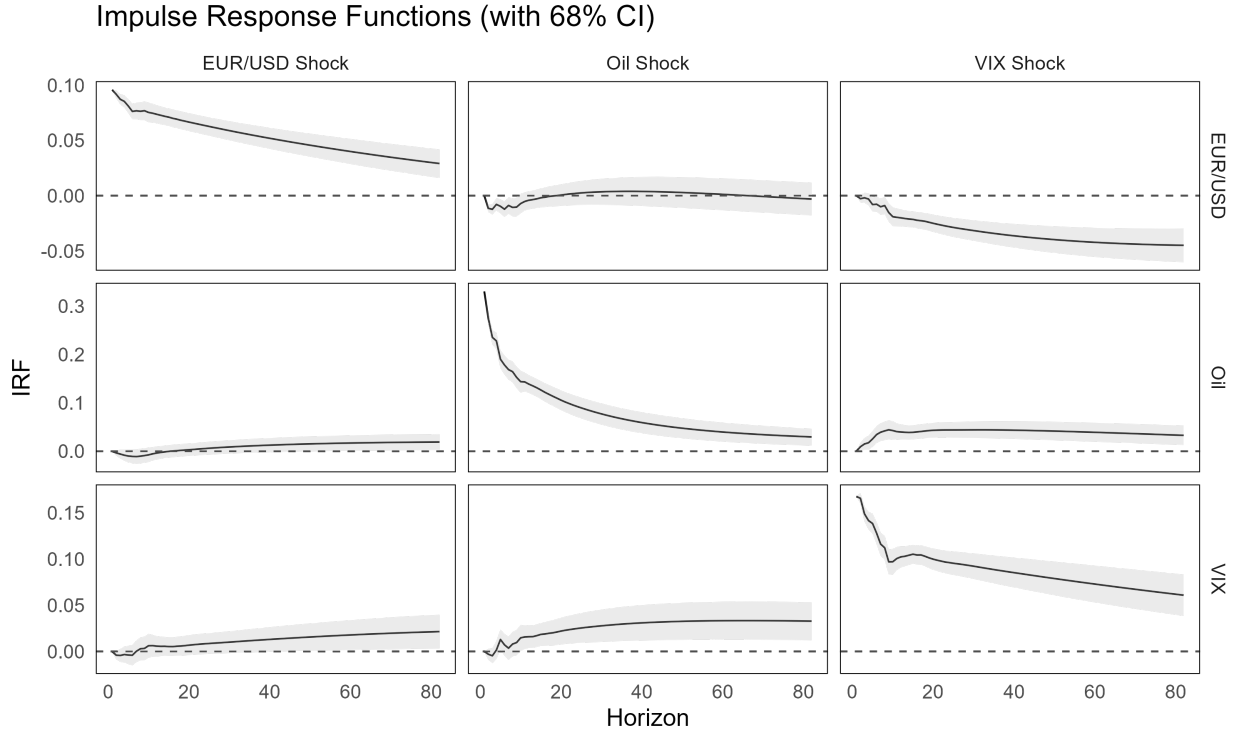 Impulse Response Functions (with 68% CI)
EUR/USD Shock
Oil Shock
VIX Shock
0.10
0.05
0.00
-0.05
EUR/USD
0.3
0.2
0.1
0.0
Oil
IRF
0.15
0.10
0.05
0.00
VIX
0 20 40 60 80
0 20 40 60 80
0 20 40 60 80
Horizon